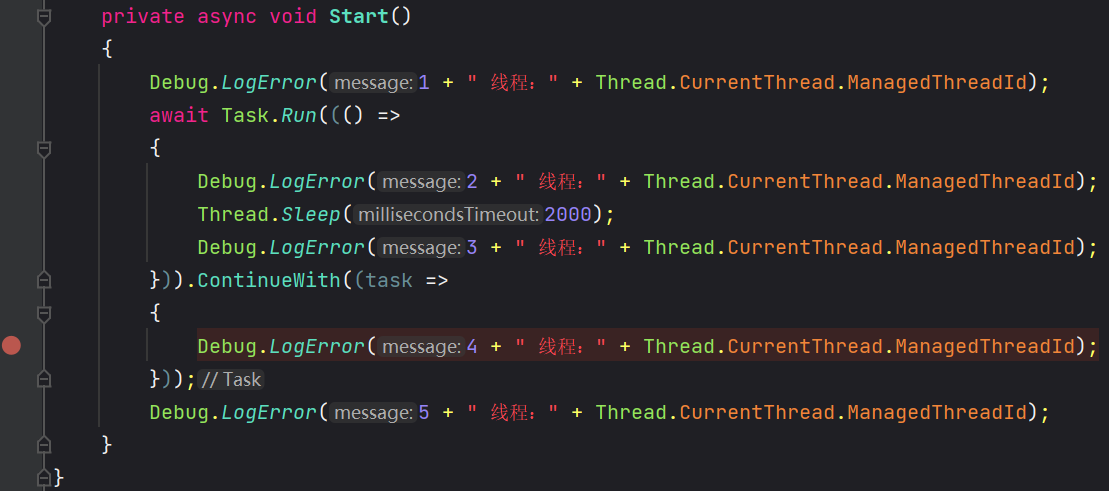 private async void Start()
{
Debug.LogError(message:1 + " 线程：" + Thread.CurrentThread.ManagedThreadId);
await Task.Run((() =>
{
Debug.LogError(message:2 + " 线程：" + Thread.CurrentThread.ManagedThreadId);
Thread.Sleep(millisecondsTimeout:2000);
Debug.LogError(message:3 + " 线程：" + Thread.CurrentThread.ManagedThreadId);
})).ContinueWith((task =>
{
Debug.LogError(message:4 + " 线程：" + Thread.CurrentThread.ManagedThreadId);
}));// Task
Debug.LogError(message:5 + " 线程：" + Thread.CurrentThread.ManagedThreadId);
}
}